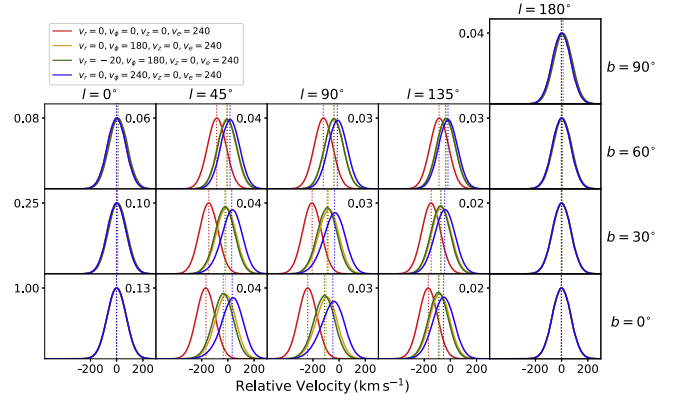 v_r = 0, v_ϕ = 0, v_z = 0, v_e = 240
v_r = 0, v_ϕ = 180, v_z = 0, v_e = 240
v_r = −20, v_ϕ = 180, v_z = 0, v_e = 240
v_r = 0, v_ϕ = 240, v_z = 0, v_e = 240
l = 180°
0.04
b = 90°
l = 0° l = 45° l = 90° l = 135°
0.08 0.06 0.04 0.03 0.03
b = 60°
0.25 0.10 0.04 0.03 0.02
b = 30°
1.00 0.13 0.04 0.03 0.02
b = 0°
-200 0 200 -200 0 200 -200 0 200 -200 0 200 -200 0 200
Relative Velocity (km s⁻¹)